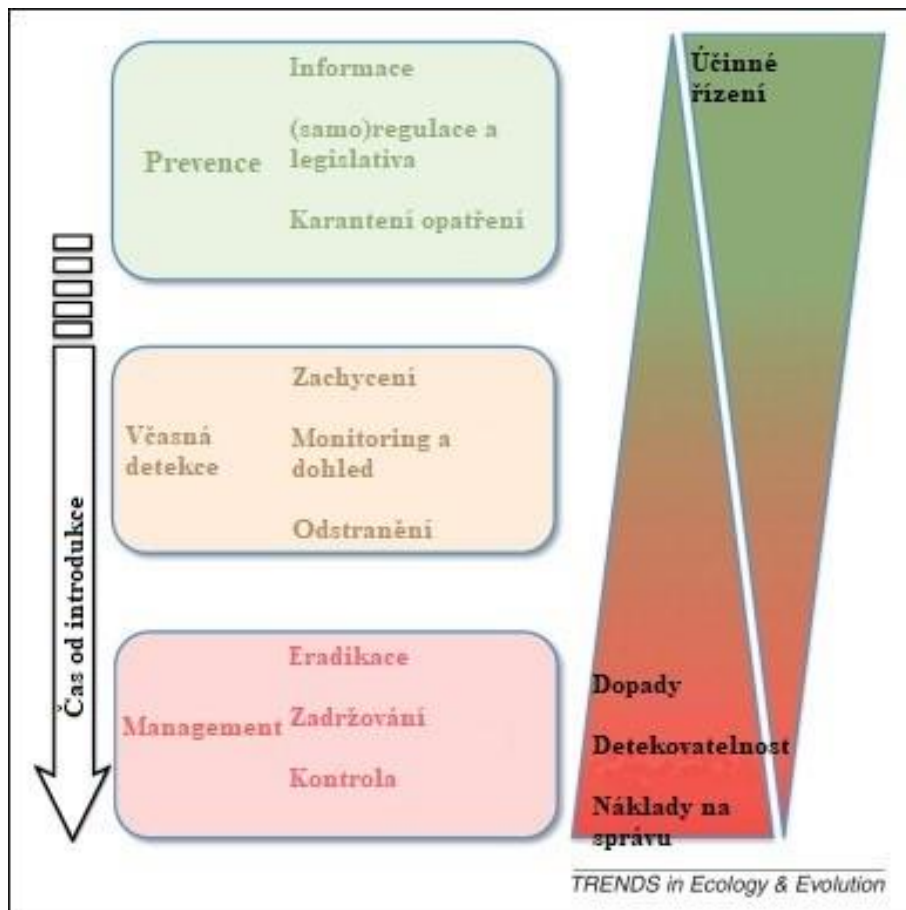 Informace
(samo)regulace a
legislativa
Prevence
Karantení opatření
Zachycení
Včasná
detekce
Monitoring a
dohled
Odstranění
Eradikace
Management
Zadržování
Kontrola
Čas od introdukce
Účinné
řízení
Dopady
Detekovatelnost
Náklady na
správu
TRENDS in Ecology & Evolution